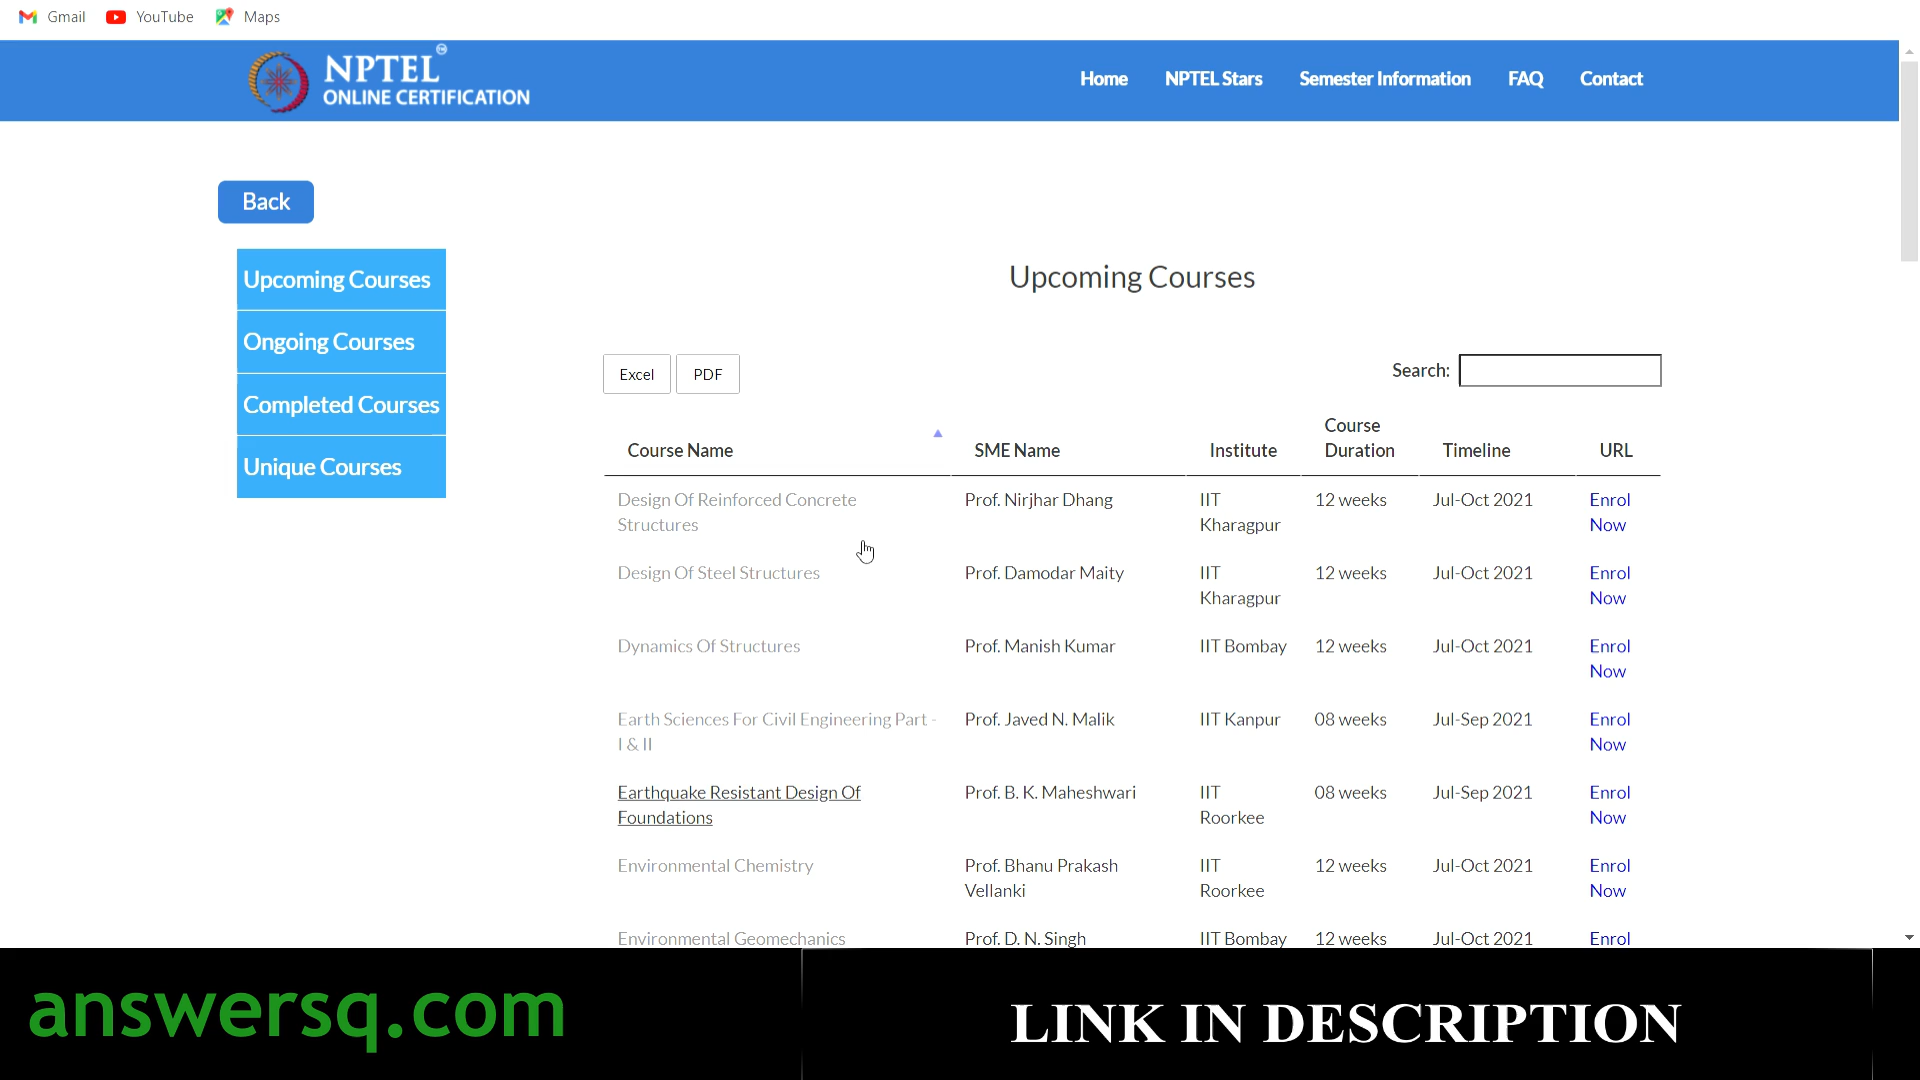 Gmail YouTube Maps
NPTEL™
ONLINE CERTIFICATION
Home NPTEL Stars Semester Information FAQ Contact
Back
Upcoming Courses
Ongoing Courses
Completed Courses
Unique Courses
Upcoming Courses
Excel PDF Search:
Course Name SME Name Institute Course Duration Timeline URL
Design Of Reinforced Concrete Prof. Nirjhar Dhang IIT 12 weeks Jul-Oct 2021 Enrol
Structures Kharagpur Now
Design Of Steel Structures Prof. Damodar Maity IIT 12 weeks Jul-Oct 2021 Enrol
Kharagpur Now
Dynamics Of Structures Prof. Manish Kumar IIT Bombay 12 weeks Jul-Oct 2021 Enrol
Now
Earth Sciences For Civil Engineering Part - Prof. Javed N. Malik IIT Kanpur 08 weeks Jul-Sep 2021 Enrol
I & II Now
Earthquake Resistant Design Of Prof. B. K. Maheshwari IIT 08 weeks Jul-Sep 2021 Enrol
Foundations Roorkee Now
Environmental Chemistry Prof. Bhanu Prakash IIT 12 weeks Jul-Oct 2021 Enrol
Vellanki Roorkee Now
Environmental Geomechanics Prof. D. N. Singh IIT Bombay 12 weeks Jul-Oct 2021 Enrol
answersq.com
LINK IN DESCRIPTION